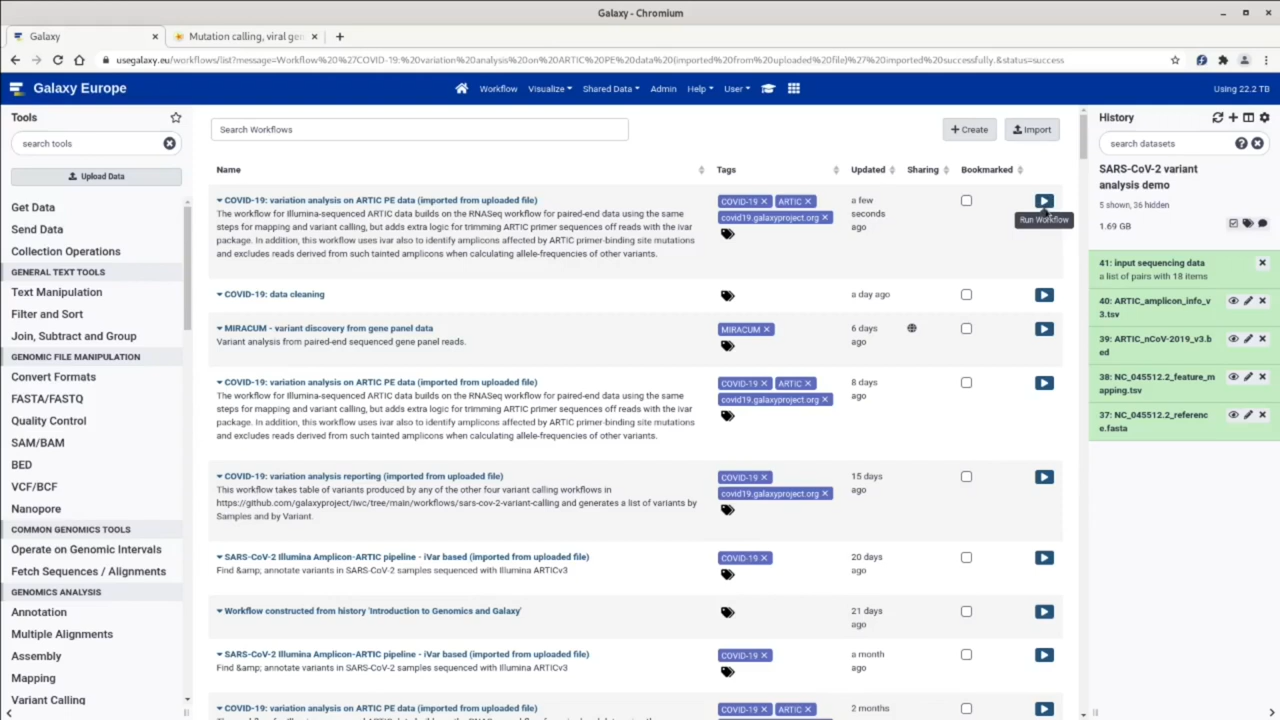 Galaxy - Chromium
Galaxy
Mutation calling, viral gen
usegalaxy.eu/workflows/list?message=Workflow%20%27COVID-19:%20variation%20analysis%20on%20ARTIC%20PE%20data%20(imported%20from%20uploaded%20file)%27%20imported%20successfully.&status=success
Galaxy Europe
Workflow
Visualize
Shared Data
Admin
Help
User
Using 22.2 TB
Tools
search tools
Upload Data
Get Data
Send Data
Collection Operations
GENERAL TEXT TOOLS
Text Manipulation
Filter and Sort
Join, Subtract and Group
GENOMIC FILE MANIPULATION
Convert Formats
FASTA/FASTQ
Quality Control
SAM/BAM
BED
VCF/BCF
Nanopore
COMMON GENOMICS TOOLS
Operate on Genomic Intervals
Fetch Sequences / Alignments
GENOMICS ANALYSIS
Annotation
Multiple Alignments
Assembly
Mapping
Variant Calling
Search Workflows
Create
Import
Name
Tags
Updated
Sharing
Bookmarked
COVID-19: variation analysis on ARTIC PE data (imported from uploaded file)
The workflow for Illumina-sequenced ARTIC data builds on the RNASeq workflow for paired-end data using the same
steps for mapping and variant calling, but adds extra logic for trimming ARTIC primer sequences off reads with the ivar
package. In addition, this workflow uses ivar also to identify amplicons affected by ARTIC primer-binding site mutations
and excludes reads derived from such tainted amplicons when calculating allele-frequencies of other variants.
COVID-19
ARTIC
covid19.galaxyproject.org
a few
seconds
ago
Run Workflow
COVID-19: data cleaning
a day ago
MIRACUM - variant discovery from gene panel data
Variant analysis from paired-end sequenced gene panel reads.
MIRACUM
6 days
ago
COVID-19: variation analysis on ARTIC PE data (imported from uploaded file)
The workflow for Illumina-sequenced ARTIC data builds on the RNASeq workflow for paired-end data using the same
steps for mapping and variant calling, but adds extra logic for trimming ARTIC primer sequences off reads with the ivar
package. In addition, this workflow uses ivar also to identify amplicons affected by ARTIC primer-binding site mutations
and excludes reads derived from such tainted amplicons when calculating allele-frequencies of other variants.
COVID-19
ARTIC
covid19.galaxyproject.org
8 days
ago
COVID-19: variation analysis reporting (imported from uploaded file)
This workflow takes table of variants produced by any of the other four variant calling workflows in
https://github.com/galaxyproject/iwc/tree/main/workflows/sars-cov-2-variant-calling and generates a list of variants by
Samples and by Variant.
COVID-19
covid19.galaxyproject.org
15 days
ago
SARS-CoV-2 Illumina Amplicon-ARTIC pipeline - iVar based (imported from uploaded file)
Find &amp; annotate variants in SARS-CoV-2 samples sequenced with Illumina ARTICv3
COVID-19
20 days
ago
Workflow constructed from history 'Introduction to Genomics and Galaxy'
21 days
ago
SARS-CoV-2 Illumina Amplicon-ARTIC pipeline - iVar based (imported from uploaded file)
Find &amp; annotate variants in SARS-CoV-2 samples sequenced with Illumina ARTICv3
COVID-19
a month
ago
COVID-19: variation analysis on ARTIC PE data (imported from uploaded file)
COVID-19
ARTIC
2 months
History
search datasets
SARS-CoV-2 variant
analysis demo
5 shown, 36 hidden
1.69 GB
41: input sequencing data
a list of pairs with 18 items
40: ARTIC_amplicon_info_v
3.tsv
39: ARTIC_nCoV-2019_v3.b
ed
38: NC_045512.2_feature_m
apping.tsv
37: NC_045512.2_referenc
e.fasta